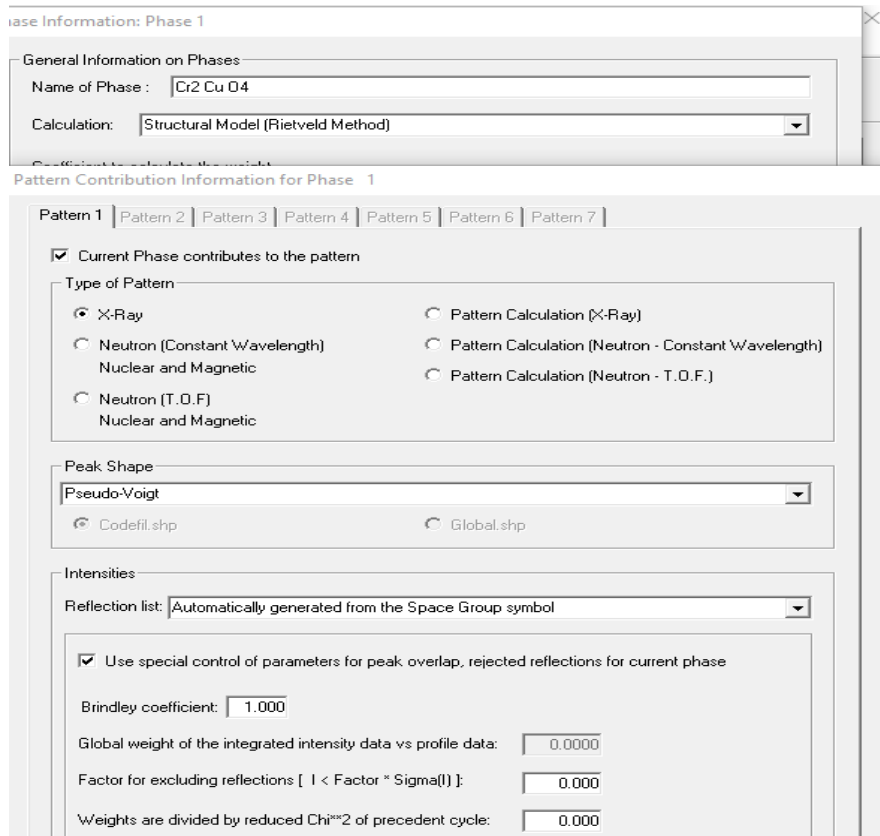 ase Information: Phase 1
General Information on Phases
Name of Phase : Cr2 Cu O4
Calculation: Structural Model (Rietveld Method)
Coefficient to calculate the weight
Pattern Contribution Information for Phase 1
Pattern 1 Pattern 2 Pattern 3 Pattern 4 Pattern 5 Pattern 6 Pattern 7
Current Phase contributes to the pattern
Type of Pattern
X-Ray Pattern Calculation (X-Ray)
Neutron (Constant Wavelength) Pattern Calculation (Neutron - Constant Wavelength)
Nuclear and Magnetic
Pattern Calculation (Neutron - T.O.F.)
Neutron (T.O.F)
Nuclear and Magnetic
Peak Shape
Pseudo-Voigt
Codefil.shp Global.shp
Intensities
Reflection list: Automatically generated from the Space Group symbol
Use special control of parameters for peak overlap, rejected reflections for current phase
Brindley coefficient: 1.000
Global weight of the integrated intensity data vs profile data: 0.0000
Factor for excluding reflections [ I < Factor * Sigma(I) ]: 0.000
Weights are divided by reduced Chi**2 of precedent cycle: 0.000